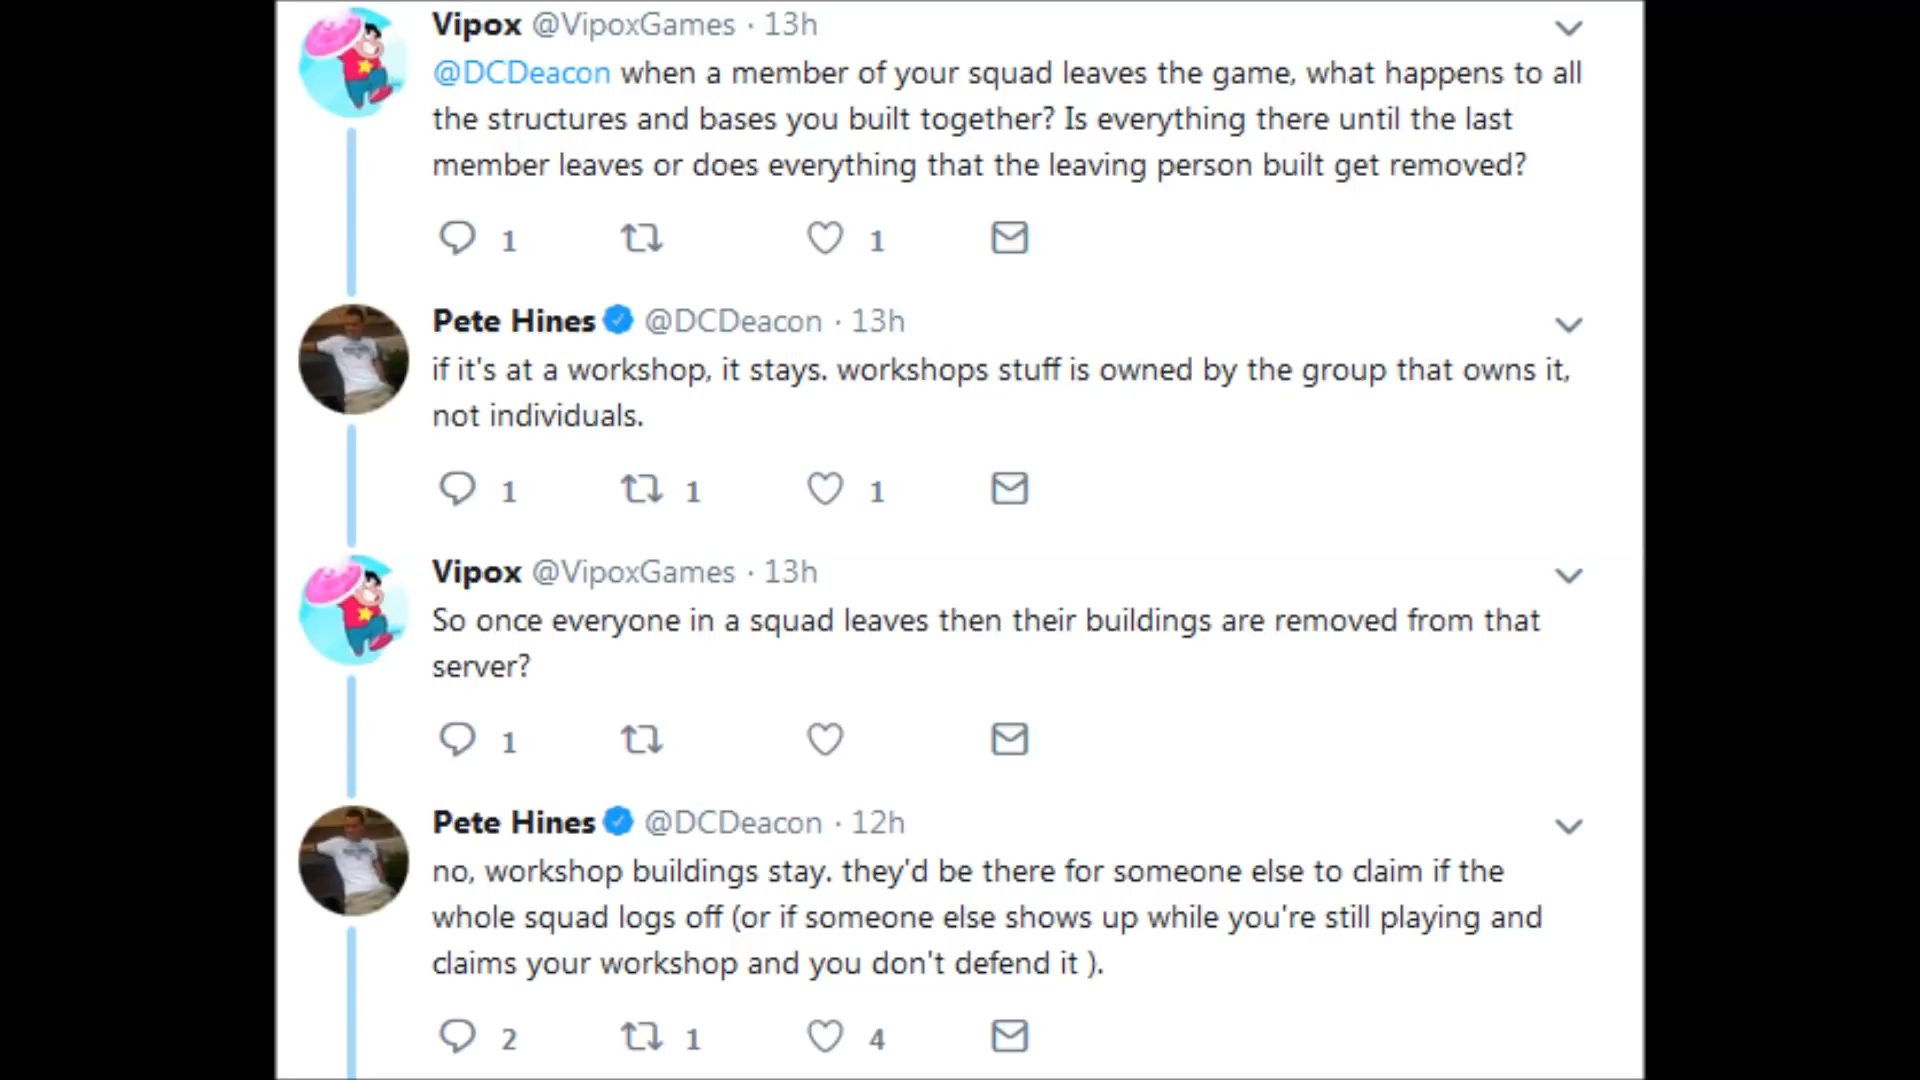 Vipox @VipoxGames · 13h
@DCDeacon when a member of your squad leaves the game, what happens to all
the structures and bases you built together? Is everything there until the last
member leaves or does everything that the leaving person built get removed?
1 1
Pete Hines @DCDeacon · 13h
if it's at a workshop, it stays. workshops stuff is owned by the group that owns it,
not individuals.
1 1 1
Vipox @VipoxGames · 13h
So once everyone in a squad leaves then their buildings are removed from that
server?
1
Pete Hines @DCDeacon · 12h
no, workshop buildings stay. they'd be there for someone else to claim if the
whole squad logs off (or if someone else shows up while you're still playing and
claims your workshop and you don't defend it ).
2 1 4